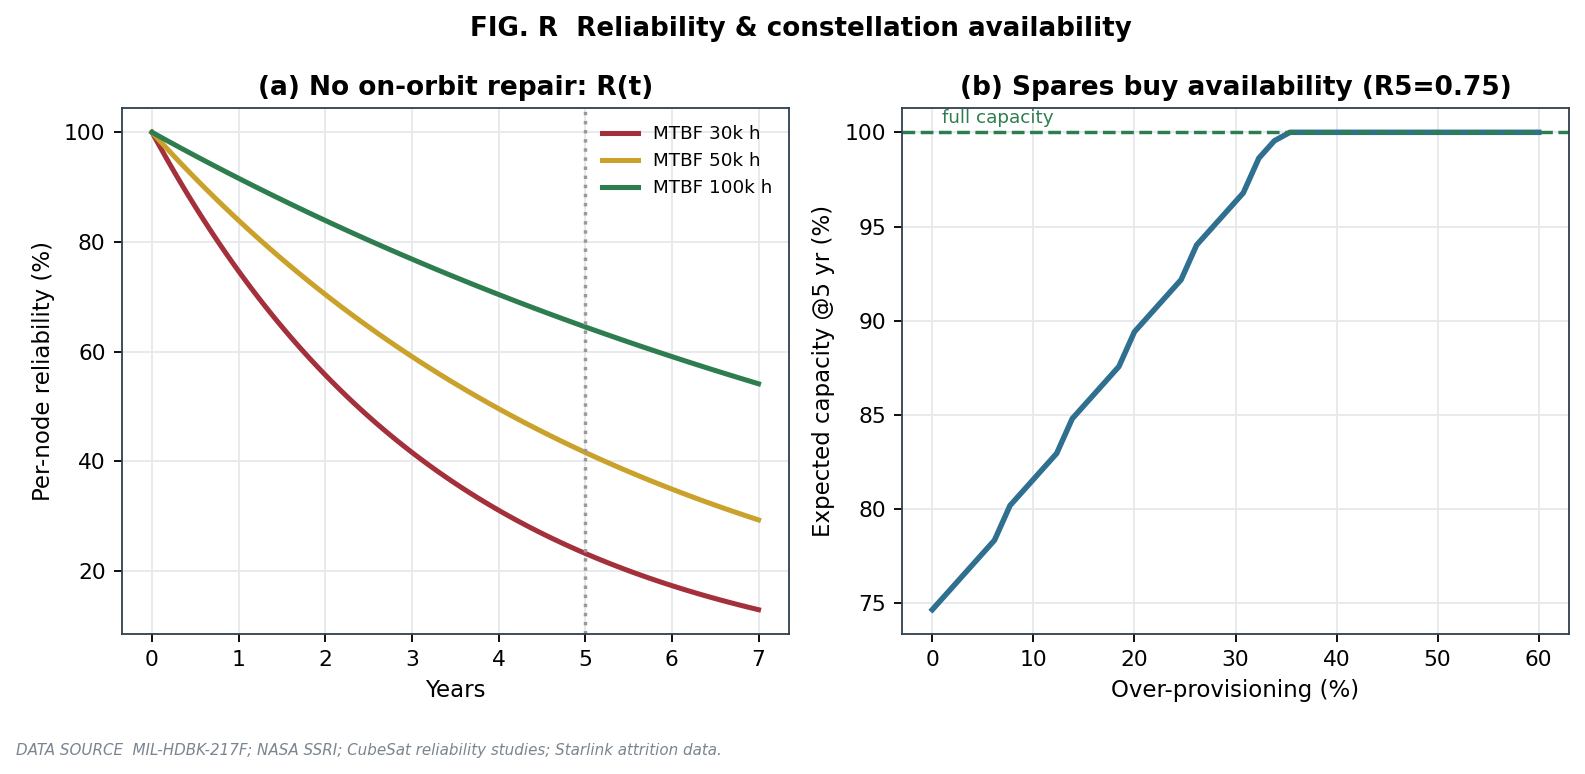 FIG. R  Reliability & constellation availability
(a) No on-orbit repair: R(t)
MTBF 30k h
MTBF 50k h
MTBF 100k h
Per-node reliability (%)
100
80
60
40
20
0 1 2 3 4 5 6 7
Years
(b) Spares buy availability (R5=0.75)
full capacity
Expected capacity @5 yr (%)
100
95
90
85
80
75
0 10 20 30 40 50 60
Over-provisioning (%)
DATA SOURCE  MIL-HDBK-217F; NASA SSRI; CubeSat reliability studies; Starlink attrition data.